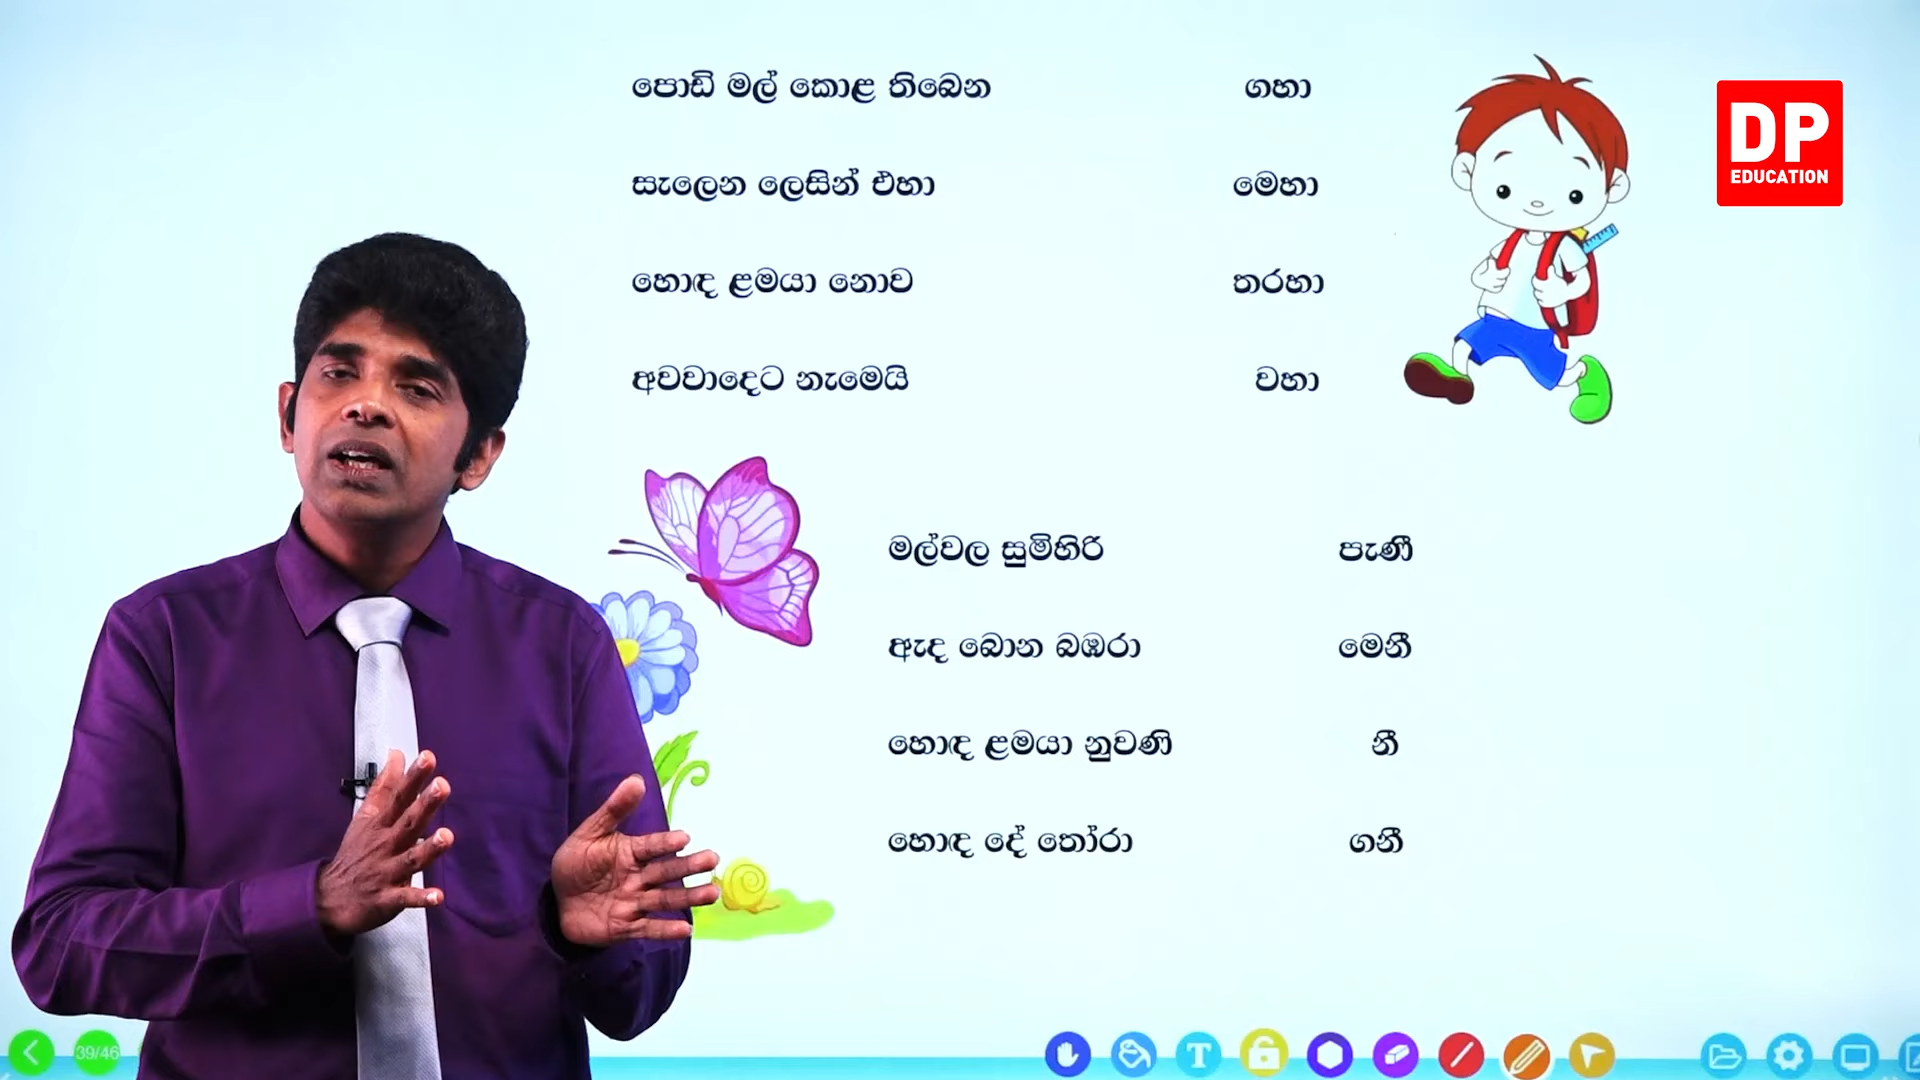 පොඩි මල් කොළ තිබෙන ගහා
සැලෙන ලෙසින් එහා මෙහා
හොඳ ළමයා නොව තරහා
අවවාදෙට නැමෙයි වහා
මල්වල සුමිහිරි පැණී
ඇද බොන බඹරා මෙනී
හොඳ ළමයා නුවණි නී
හොඳ දේ තෝරා ගනී
DP
EDUCATION
39/46
T